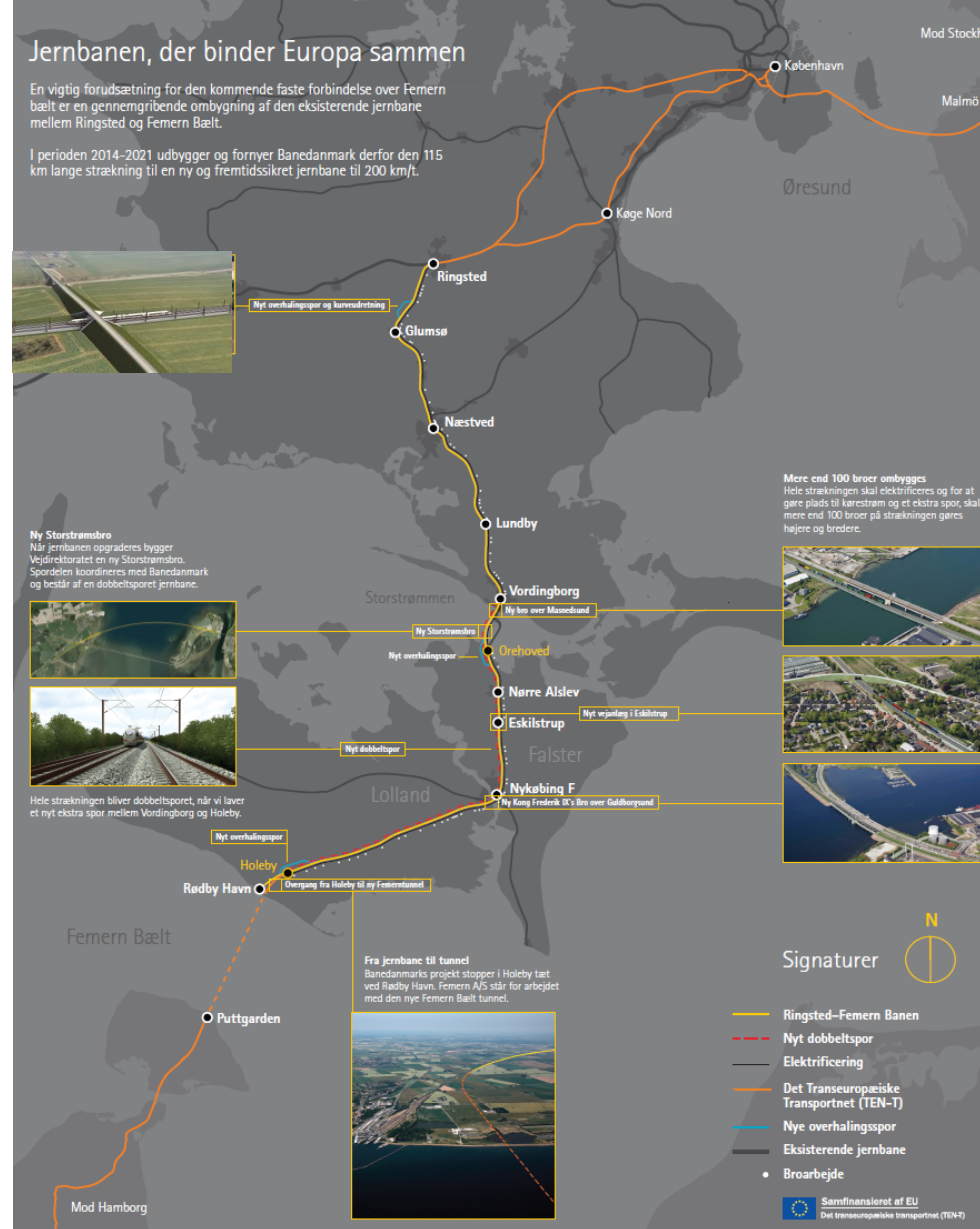 Jernbanen, der binder Europa sammen
En vigtig forudsætning for den kommende faste forbindelse over Femern
bælt er en gennemgribende ombygning af den eksisterende jernbane
mellem Ringsted og Femern Bælt.
I perioden 2014-2021 udbygger og fornyer Banedanmark derfor den 115
km lange strækning til en ny og fremtidssikret jernbane til 200 km/t.
Mod Stockh
København
Malmö
Øresund
Køge Nord
Ringsted
Nyt overhalingsspor og kurveudretning
Glumsø
Næstved
Mere end 100 broer ombygges
Hele strækningen skal elektrificeres og for at
gøre plads til kørestrøm og et ekstra spor, skal
mere end 100 broer på strækningen gøres
højere og bredere.
Lundby
Ny Storstrømsbro
Når jernbanen opgraderes bygger
Vejdirektoratet en ny Storstrømsbro.
Spordelen koordineres med Banedanmark
og består af en dobbeltsporet jernbane.
Vordingborg
Storstrømmen
Ny bro over Masnedsund
Ny Storstrømsbro
Orehoved
Nyt overhalingsspor
Nørre Alslev
Nyt vejanlæg i Eskilstrup
Eskilstrup
Nyt dobbeltspor
Falster
Nykøbing F
Lolland
Ny Kong Frederik IX's Bro over Guldborgsund
Hele strækningen bliver dobbeltsporet, når vi laver
et nyt ekstra spor mellem Vordingborg og Holeby.
Nyt overhalingsspor
Holeby
Overgang fra Holeby til ny Femerntunnel
Rødby Havn
Femern Bælt
Fra jernbane til tunnel
Banedanmarks projekt stopper i Holeby tæt
ved Rødby Havn. Femern A/S står for arbejdet
med den nye Femern Bælt tunnel.
Puttgarden
Mod Hamborg
N
Signaturer
Ringsted–Femern Banen
Nyt dobbeltspor
Elektrificering
Det Transeuropæiske
Transportnet (TEN-T)
Nye overhalingsspor
Eksisterende jernbane
Broarbejde
Samfinansieret af EU
Det transeuropæiske transportnet (TEN-T)